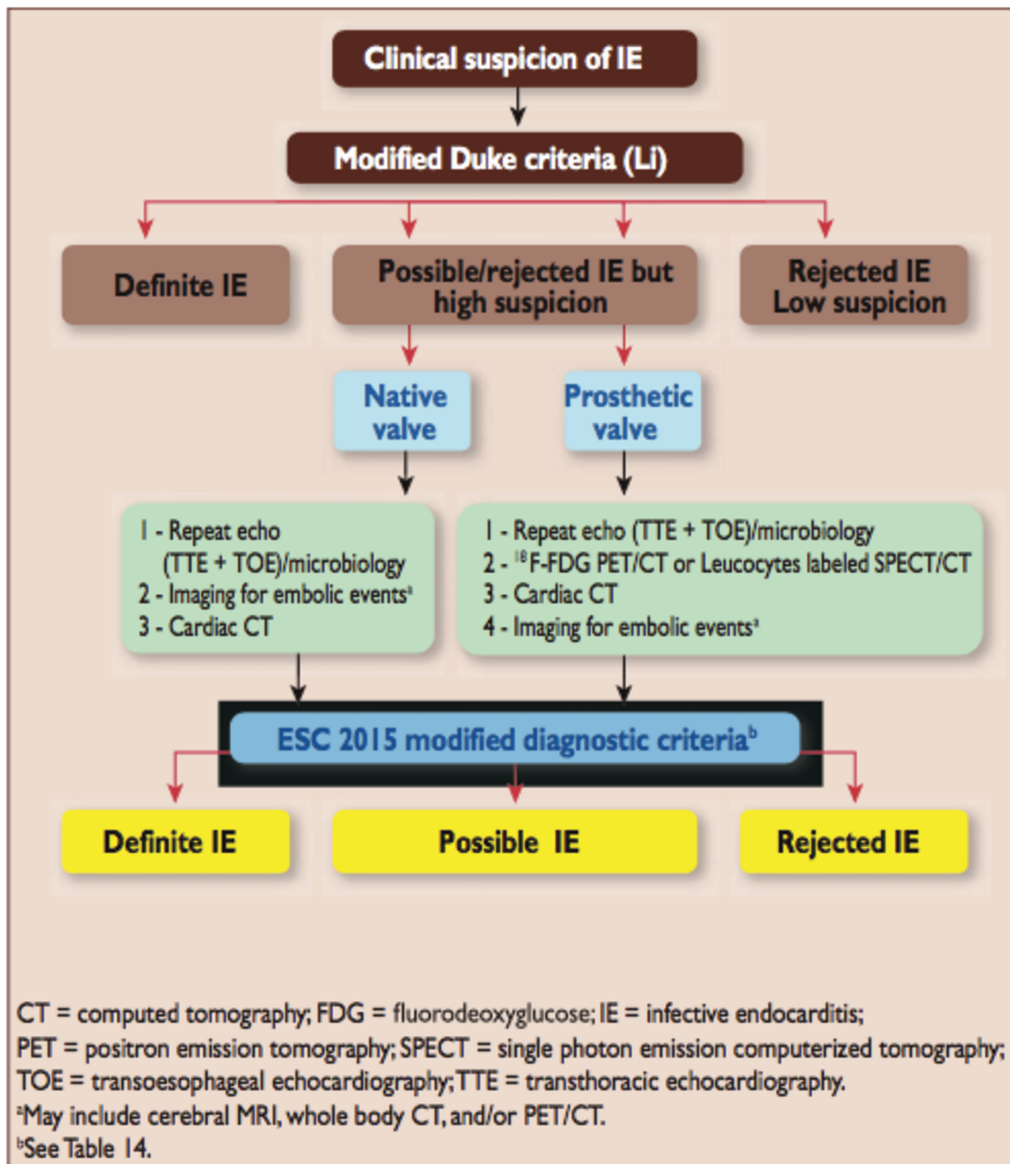 Clinical suspicion of IE
Modified Duke criteria (Li)
Definite IE
Possible/rejected IE but
high suspicion
Rejected IE
Low suspicion
Native
valve
Prosthetic
valve
1 - Repeat echo
(TTE + TOE)/microbiology
2 - Imaging for embolic eventsᵃ
3 - Cardiac CT
1 - Repeat echo (TTE + TOE)/microbiology
2 - ¹⁸F-FDG PET/CT or Leucocytes labeled SPECT/CT
3 - Cardiac CT
4 - Imaging for embolic eventsᵃ
ESC 2015 modified diagnostic criteriaᵇ
Definite IE
Possible IE
Rejected IE
CT = computed tomography; FDG = fluorodeoxyglucose; IE = infective endocarditis;
PET = positron emission tomography; SPECT = single photon emission computerized tomography;
TOE = transoesophageal echocardiography; TTE = transthoracic echocardiography.
ᵃMay include cerebral MRI, whole body CT, and/or PET/CT.
ᵇSee Table 14.